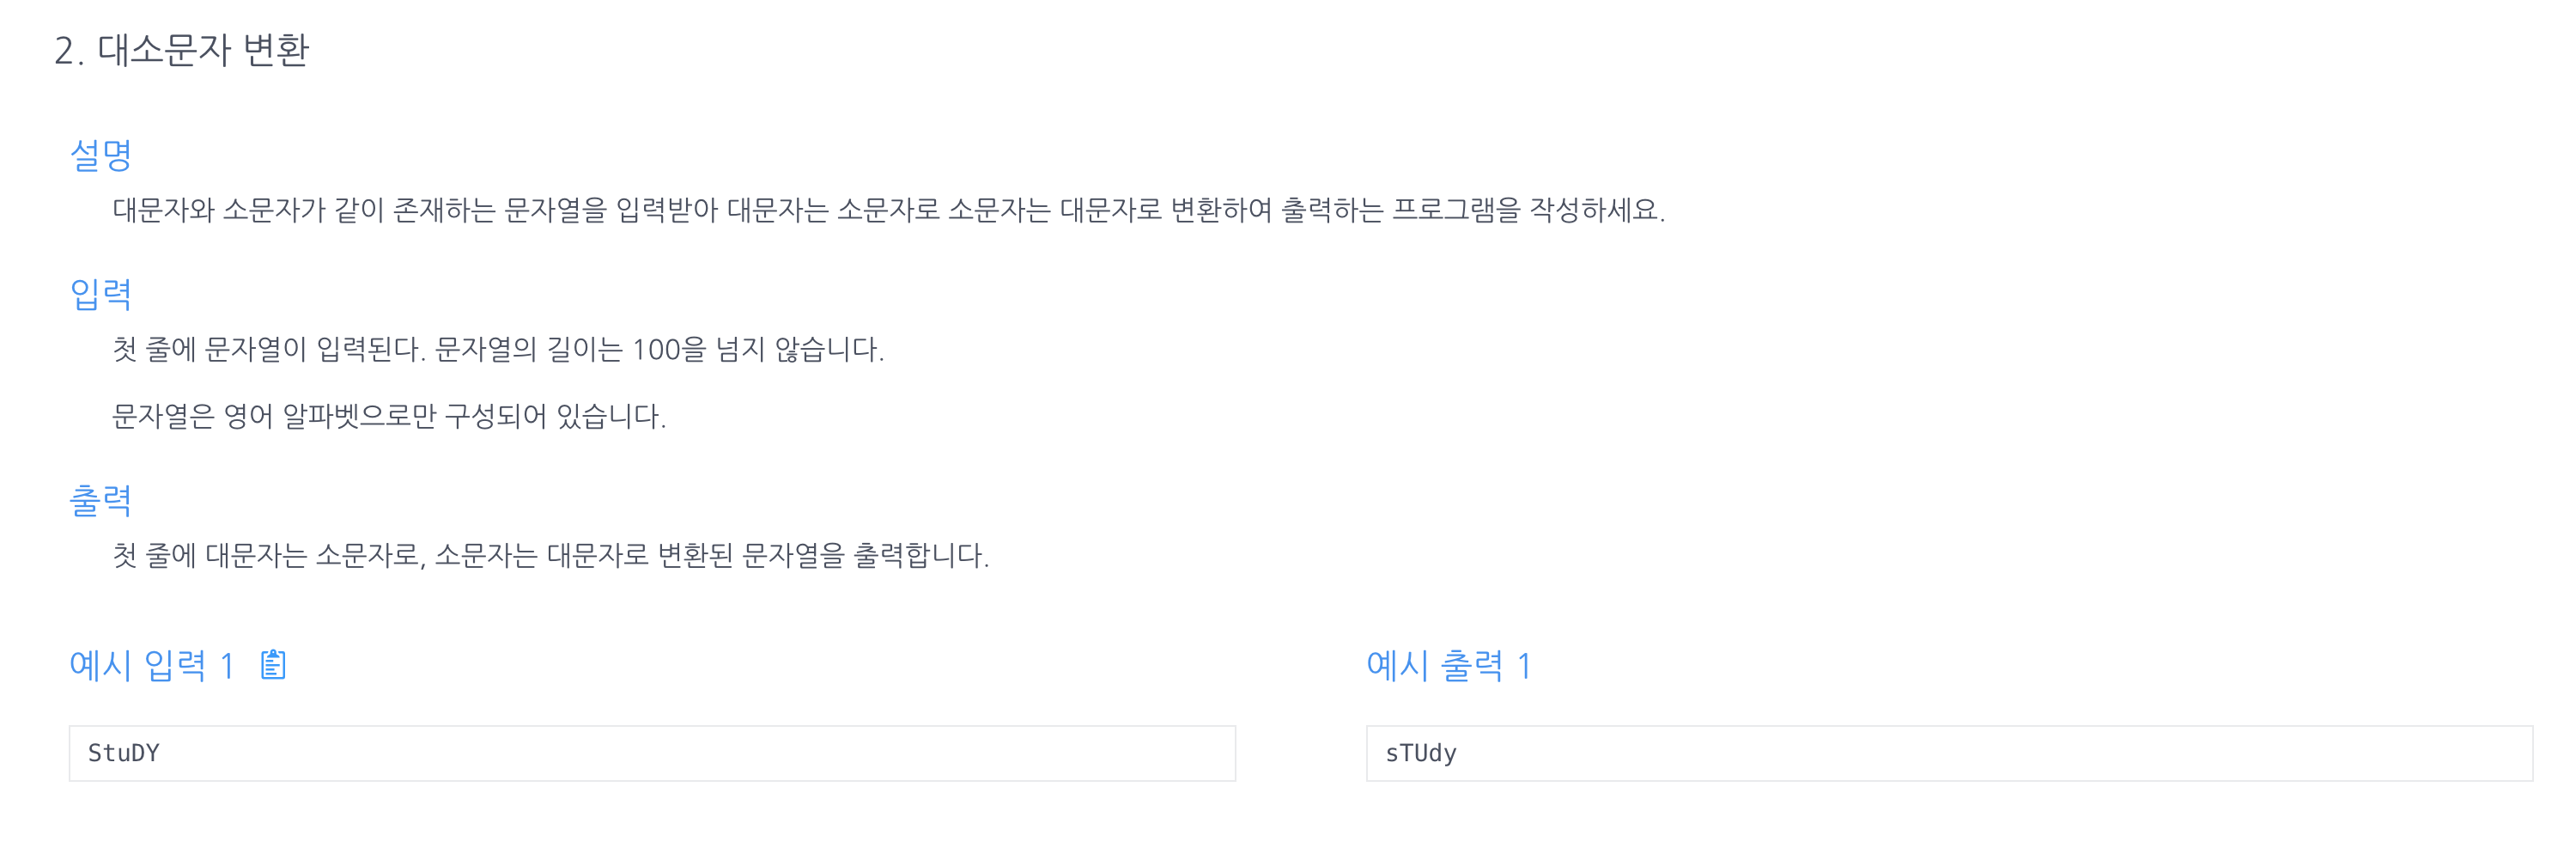 2. 대소문자 변환
설명
대문자와 소문자가 같이 존재하는 문자열을 입력받아 대문자는 소문자로 소문자는 대문자로 변환하여 출력하는 프로그램을 작성하세요.
입력
첫 줄에 문자열이 입력된다. 문자열의 길이는 100을 넘지 않습니다.
문자열은 영어 알파벳으로만 구성되어 있습니다.
출력
첫 줄에 대문자는 소문자로, 소문자는 대문자로 변환된 문자열을 출력합니다.
예시 입력 1
StuDY
예시 출력 1
sTUdy